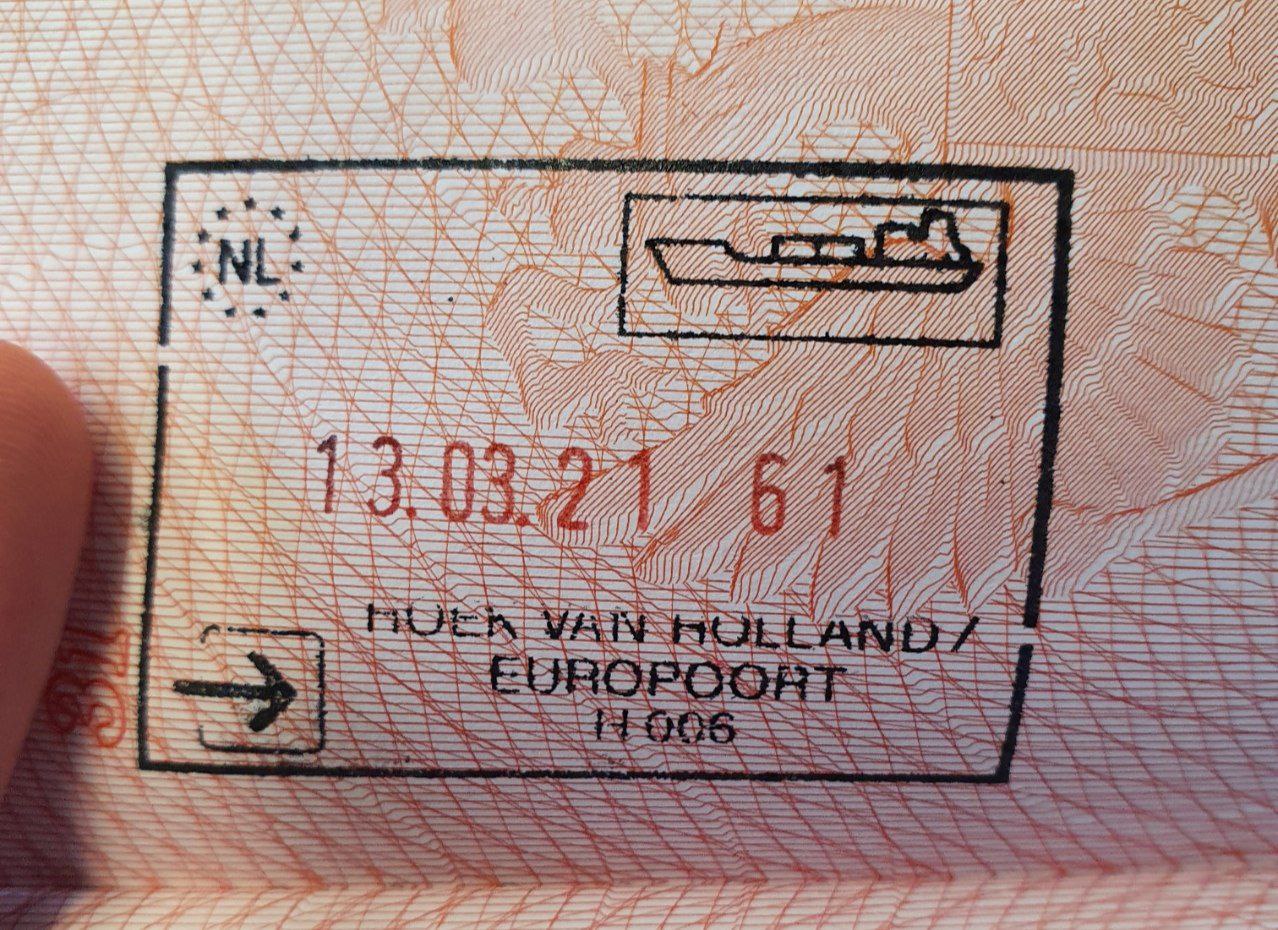 NL
13.03.21 61
HOEK VAN HOLLAND/
EUROPOORT
H 006